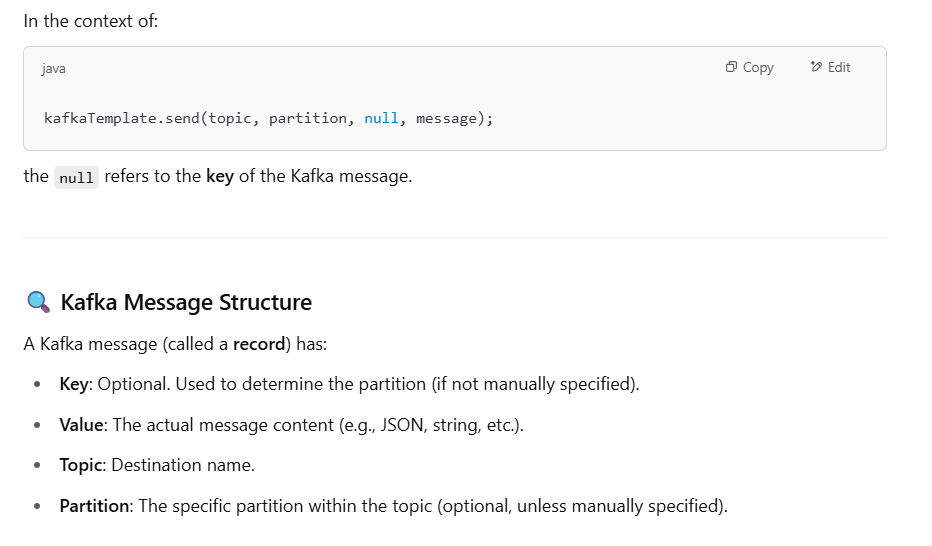 In the context of:
java
Copy
Edit
kafkaTemplate.send(topic, partition, null, message);
the null refers to the key of the Kafka message.
Kafka Message Structure
A Kafka message (called a record) has:
• Key: Optional. Used to determine the partition (if not manually specified).
• Value: The actual message content (e.g., JSON, string, etc.).
• Topic: Destination name.
• Partition: The specific partition within the topic (optional, unless manually specified).